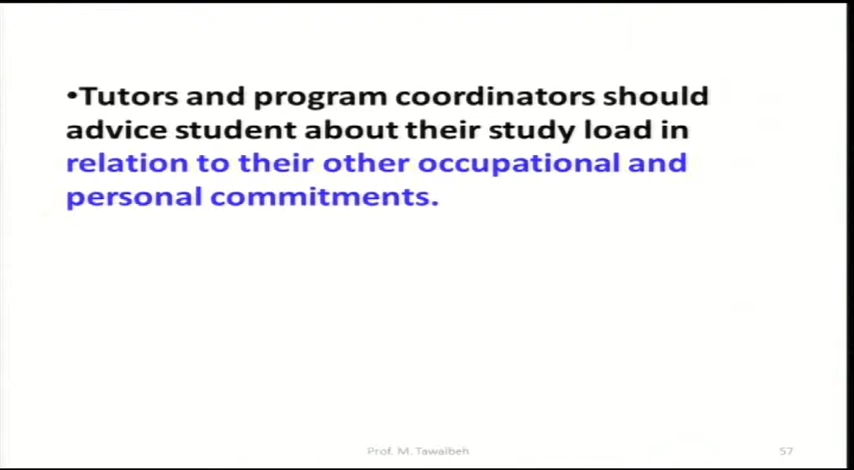 •Tutors and program coordinators should
advice student about their study load in
relation to their other occupational and
personal commitments.
Prof. M. Tawalbeh
57